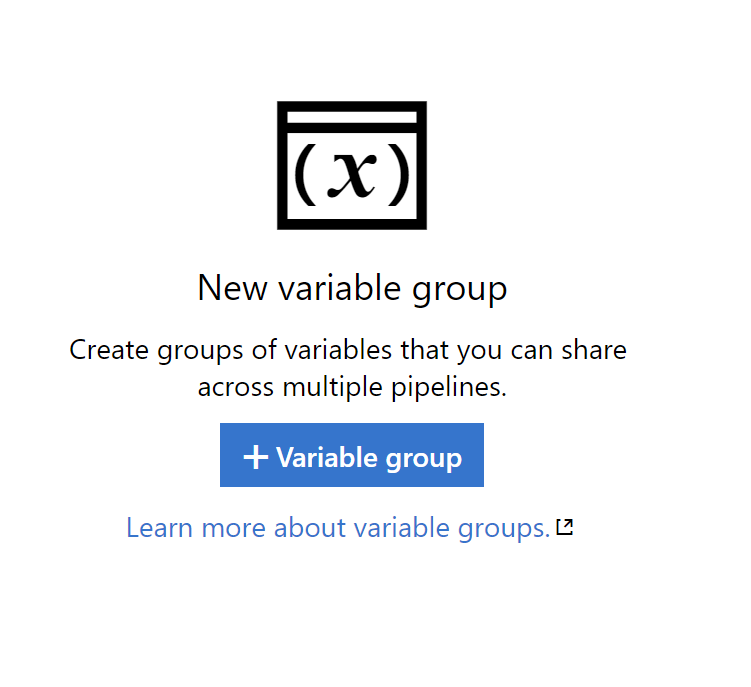 (x)
New variable group
Create groups of variables that you can share
across multiple pipelines.
+ Variable group
Learn more about variable groups.